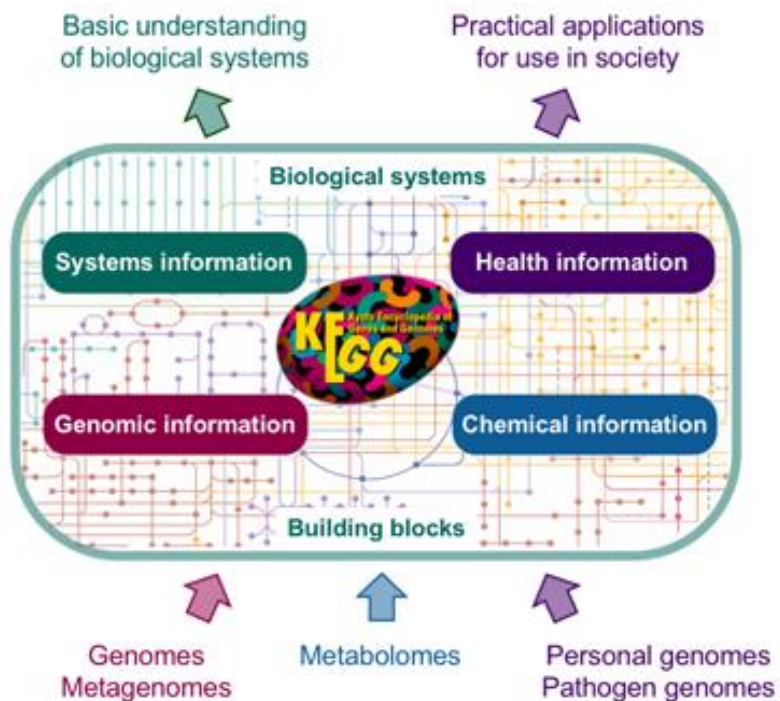 Basic understanding
of biological systems
Practical applications
for use in society
Biological systems
Systems information
Health information
KEGG
Kyoto Encyclopedia of
Genes and Genomes
Genomic information
Chemical information
Building blocks
Genomes
Metagenomes
Metabolomes
Personal genomes
Pathogen genomes